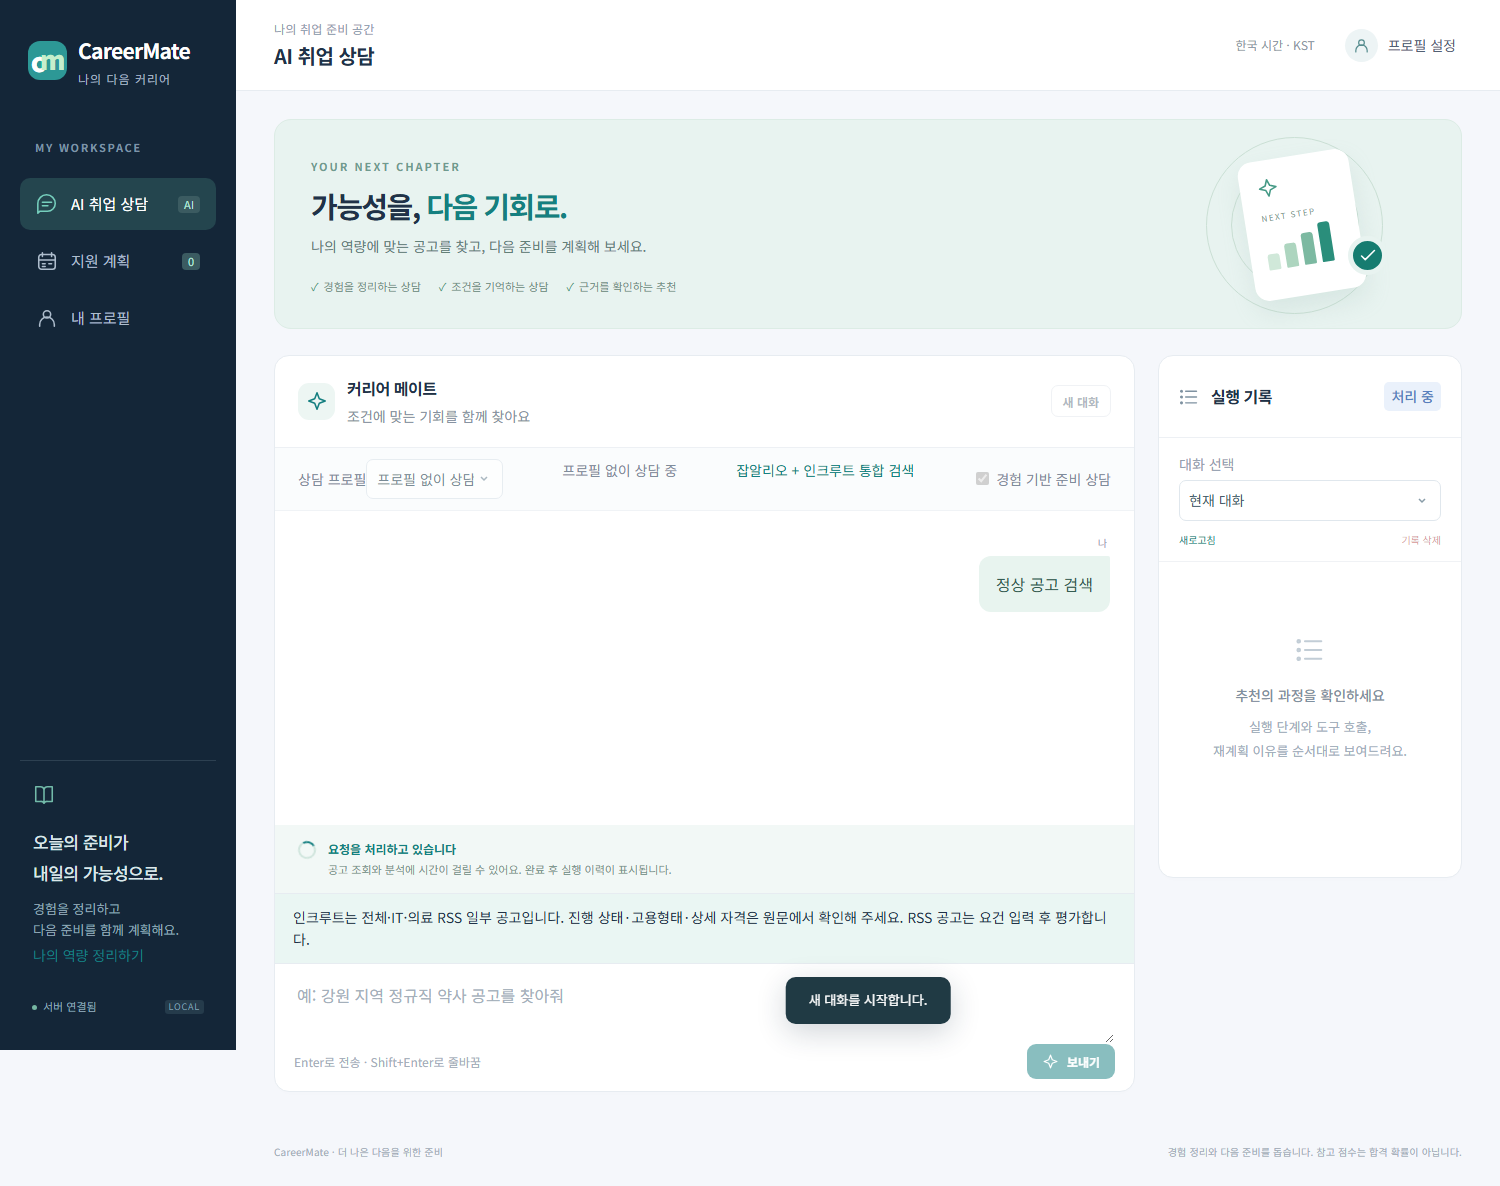 CareerMate
나의 다음 커리어
MY WORKSPACE
AI 취업 상담
AI
지원 계획
0
내 프로필
오늘의 준비가
내일의 가능성으로.
경험을 정리하고
다음 준비를 함께 계획해요.
나의 역량 정리하기
서버 연결됨
LOCAL
나의 취업 준비 공간
AI 취업 상담
한국 시간 · KST
프로필 설정
YOUR NEXT CHAPTER
가능성을, 다음 기회로.
나의 역량에 맞는 공고를 찾고, 다음 준비를 계획해 보세요.
✓ 경험을 정리하는 상담
✓ 조건을 기억하는 상담
✓ 근거를 확인하는 추천
NEXT STEP
커리어 메이트
조건에 맞는 기회를 함께 찾아요
새 대화
상담 프로필
프로필 없이 상담
프로필 없이 상담 중
잡알리오 + 인크루트 통합 검색
경험 기반 준비 상담
나
정상 공고 검색
요청을 처리하고 있습니다
공고 조회와 분석에 시간이 걸릴 수 있어요. 완료 후 실행 이력이 표시됩니다.
인크루트는 전체·IT·의료 RSS 일부 공고입니다. 진행 상태·고용형태·상세 자격은 원문에서 확인해 주세요. RSS 공고는 요건 입력 후 평가합니
다.
예: 강원 지역 정규직 약사 공고를 찾아줘
새 대화를 시작합니다.
Enter로 전송 · Shift+Enter로 줄바꿈
보내기
실행 기록
처리 중
대화 선택
현재 대화
새로고침
기록 삭제
추천의 과정을 확인하세요
실행 단계와 도구 호출,
재계획 이유를 순서대로 보여드려요.
CareerMate · 더 나은 다음을 위한 준비
경험 정리와 다음 준비를 돕습니다. 참고 점수는 합격 확률이 아닙니다.